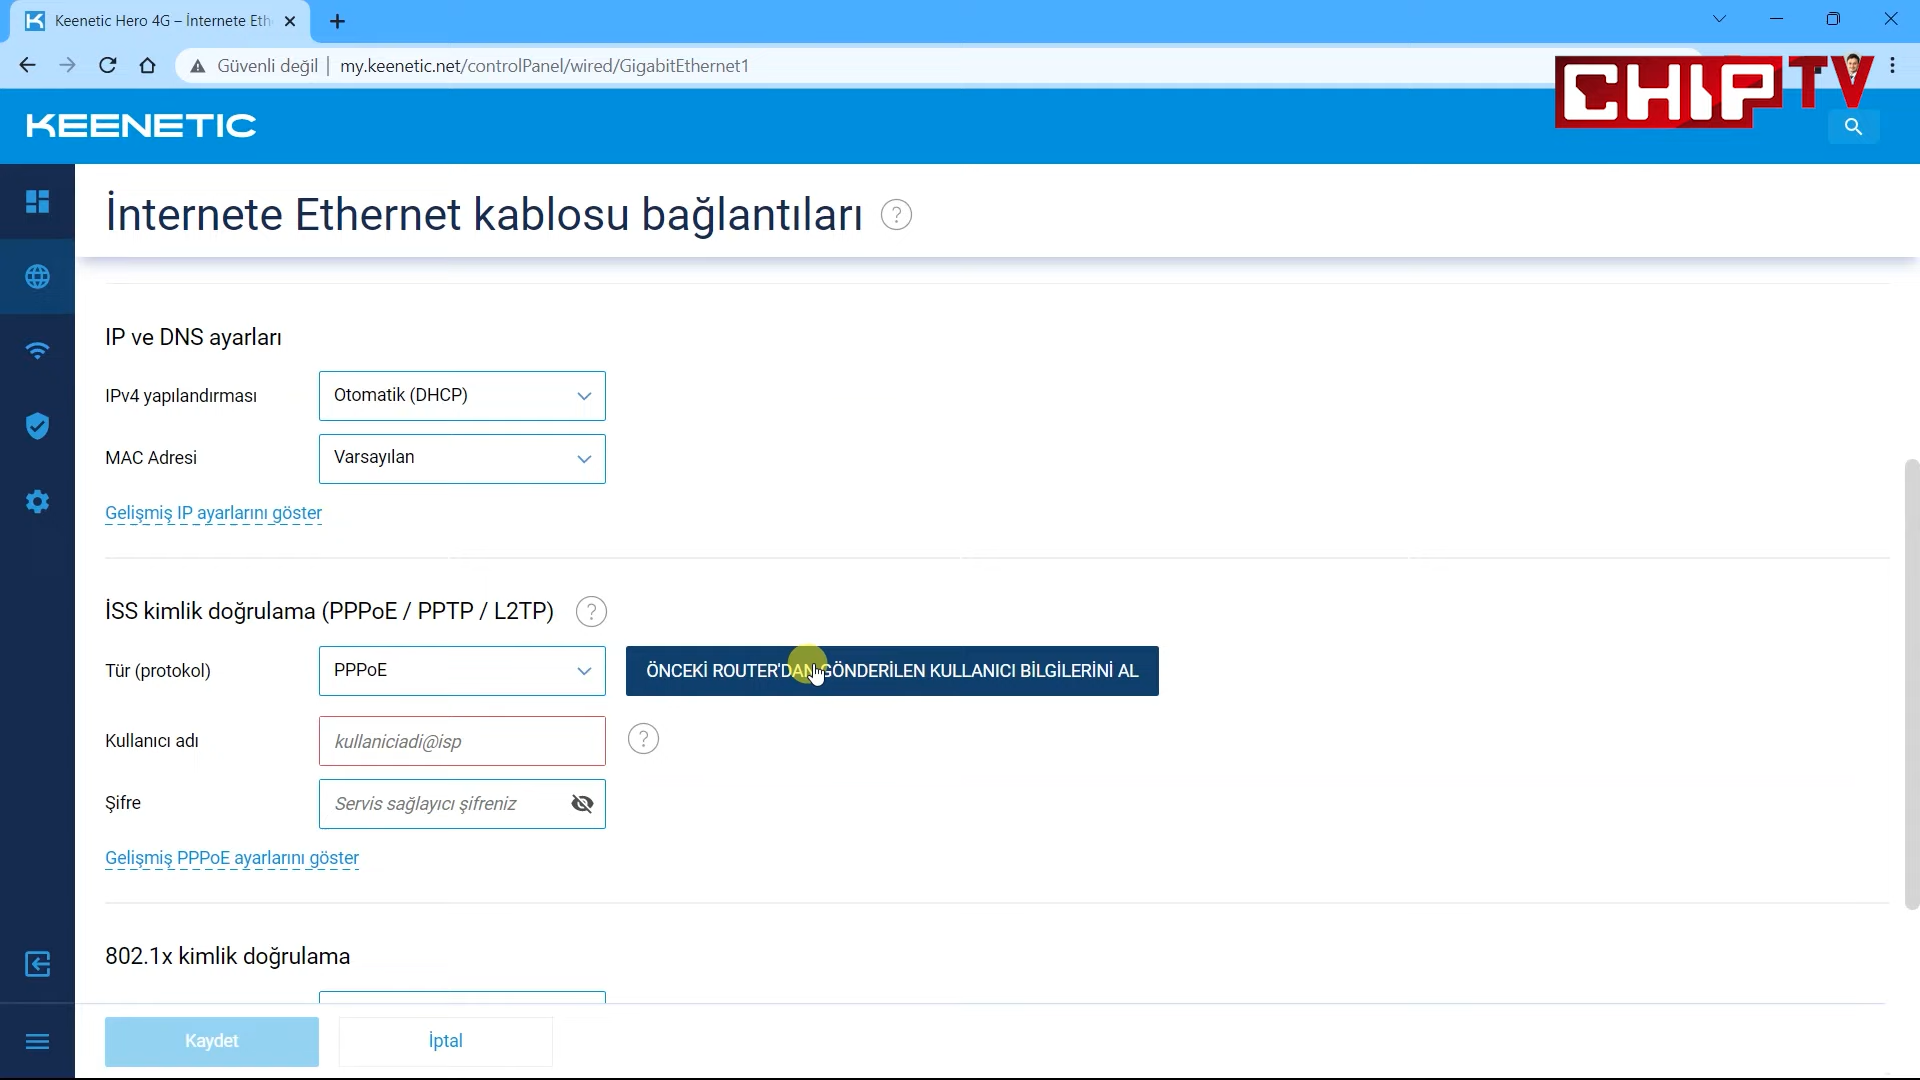 Keenetic Hero 4G – İnternete Eth
Güvenli değil | my.keenetic.net/controlPanel/wired/GigabitEthernet1
CHIP TV
KEENETIC
İnternete Ethernet kablosu bağlantıları ?
IP ve DNS ayarları
IPv4 yapılandırması Otomatik (DHCP)
MAC Adresi Varsayılan
Gelişmiş IP ayarlarını göster
İSS kimlik doğrulama (PPPoE / PPTP / L2TP) ?
Tür (protokol) PPPoE ÖNCEKİ ROUTER'DAN GÖNDERİLEN KULLANICI BİLGİLERİNİ AL
Kullanıcı adı kullaniciadi@isp ?
Şifre Servis sağlayıcı şifreniz
Gelişmiş PPPoE ayarlarını göster
802.1x kimlik doğrulama
Kaydet İptal